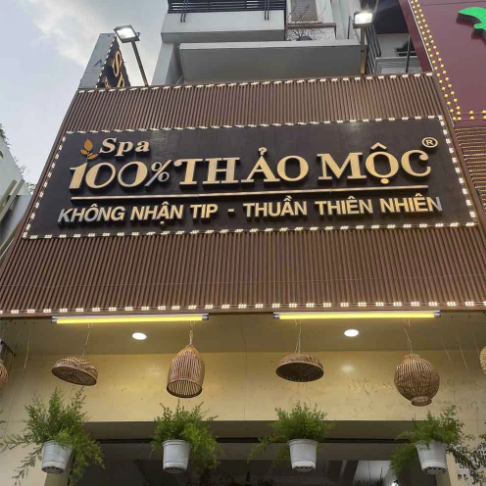 Spa
100% THẢO MỘC ®
KHÔNG NHẬN TIP - THUẦN THIÊN NHIÊN